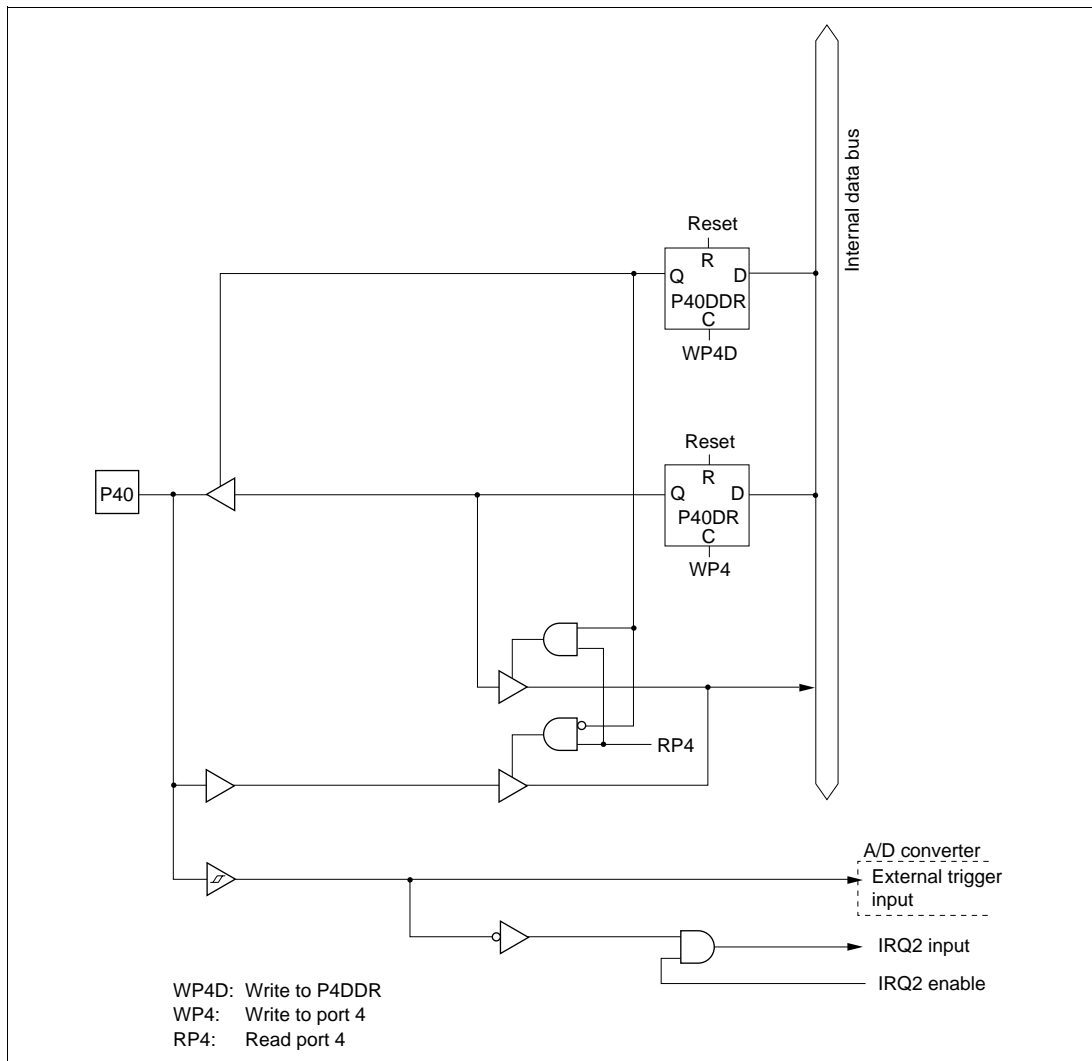 Internal data bus
Reset
R
Q D
P40DDR
C
WP4D
Reset
P40
R
Q D
P40DR
C
WP4
RP4
A/D converter
External trigger
input
IRQ2 input
IRQ2 enable
WP4D: Write to P4DDR
WP4: Write to port 4
RP4: Read port 4